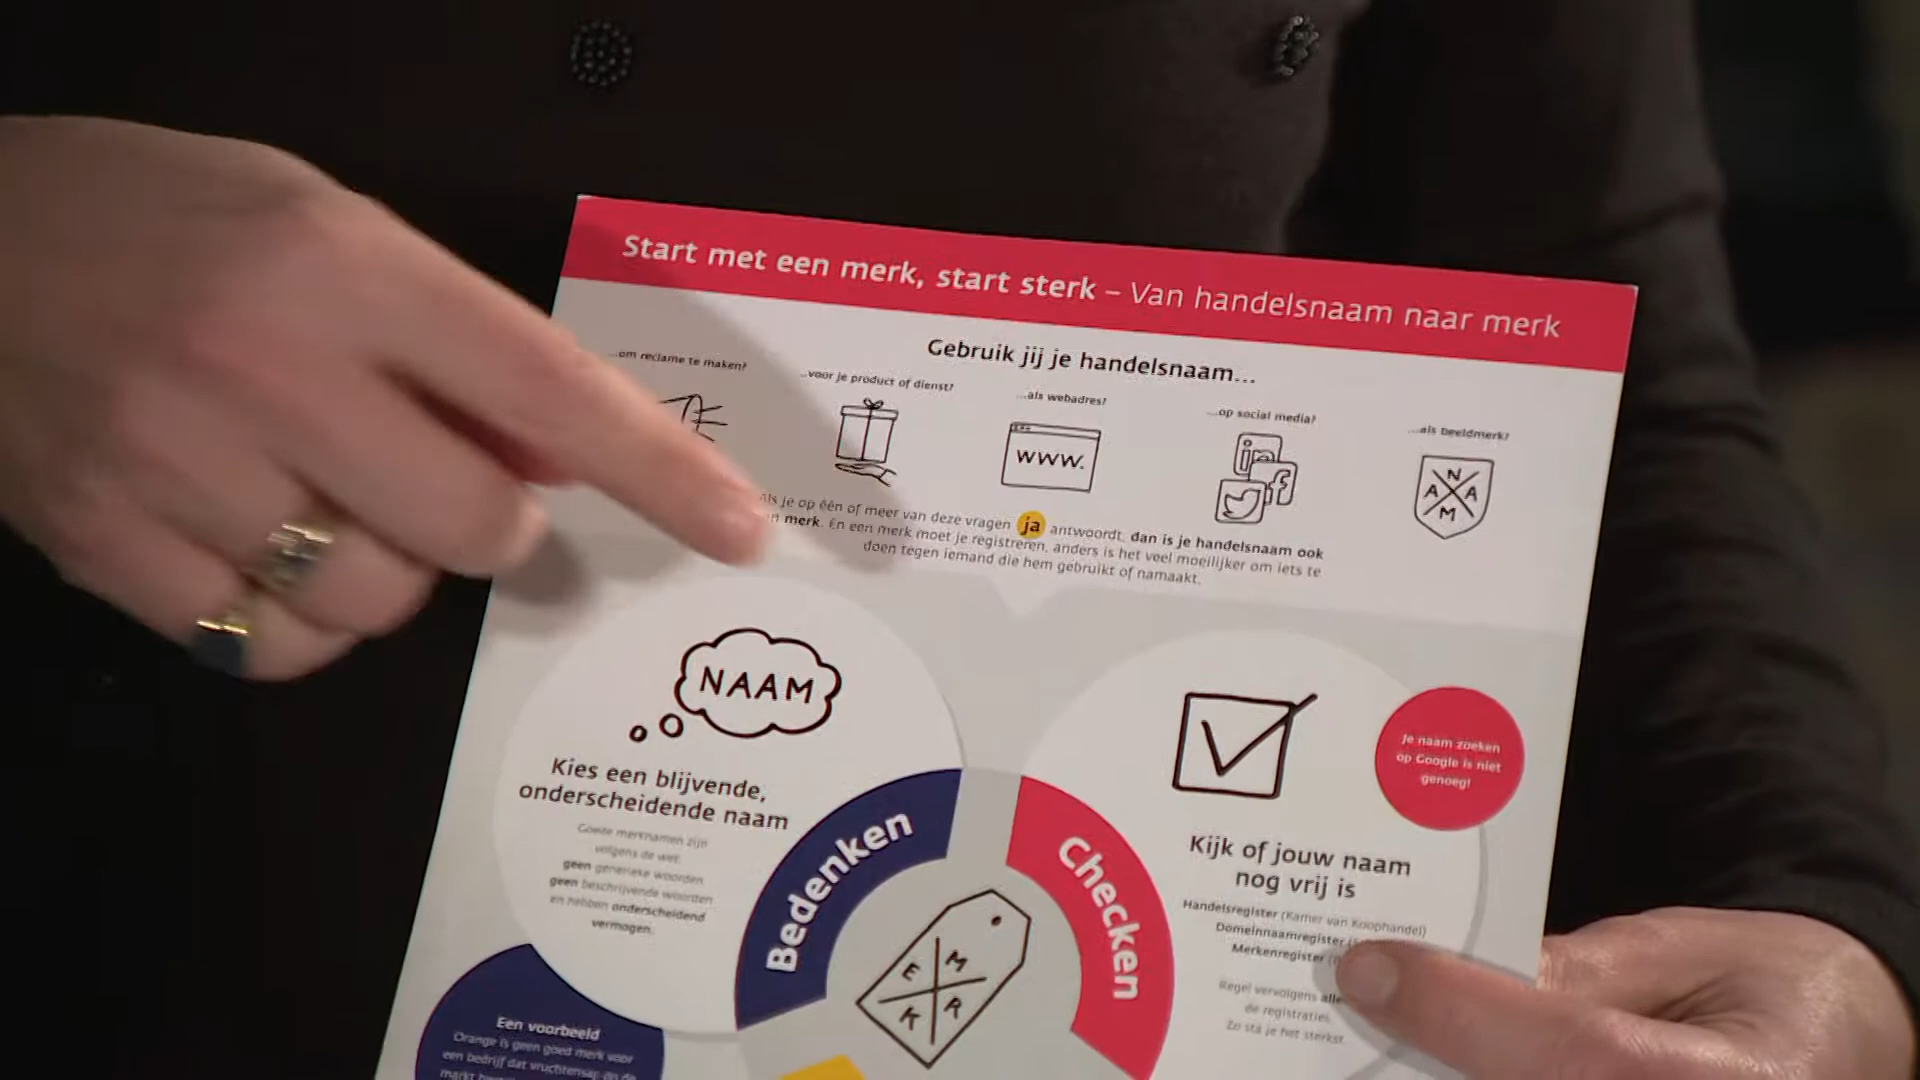 Start met een merk, start sterk – Van handelsnaam naar merk
Gebruik jij je handelsnaam...
...om reclame te maken?
...voor je product of dienst?
...als webadres?
...op social media?
...als beeldmerk?
www.
in
f
N
A A
M
Als je op één of meer van deze vragen ja antwoordt, dan is je handelsnaam ook
merk. En een merk moet je registreren, anders is het veel moeilijker om iets te
doen tegen iemand die hem gebruikt of namaakt.
NAAM
Kies een blijvende,
onderscheidende naam
Goede merknamen zijn
volgens de wet:
geen generieke woorden
geen beschrijvende woorden
en hebben onderscheidend
vermogen.
Bedenken
Checken
E M
K R
Je naam zoeken
op Google is niet
genoeg!
Kijk of jouw naam
nog vrij is
Handelsregister (Kamer van Koophandel)
Domeinnaamregister
Merkenregister
Regel vervolgens alle
de registraties.
Zo sta je het sterkst.
Een voorbeeld
Orange is geen goed merk voor
een bedrijf dat vruchtensap op de
markt